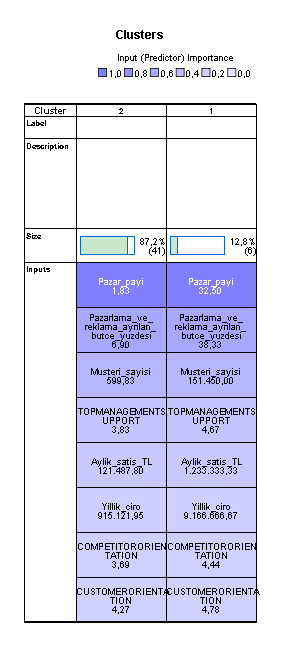 Clusters
Input (Predictor) Importance
1,0 0,8 0,6 0,4 0,2 0,0
Cluster 2 1
Label
Description
Size 87,2% (41) 12,8% (6)
Inputs
Pazar_payi Pazar_payi
1,83 32,50
Pazarlama_ve_ Pazarlama_ve_
reklama_ayrilan_ reklama_ayrilan_
butce_yuzdesi butce_yuzdesi
6,90 38,33
Musteri_sayisi Musteri_sayisi
599,83 151.450,00
TOPMANAGEMENTS TOPMANAGEMENTS
UPPORT UPPORT
3,83 4,67
Aylik_satis_TL Aylik_satis_TL
121.487,80 1.233.333,33
Yillik_ciro Yillik_ciro
915.121,95 9.166.666,67
COMPETITORORIEN COMPETITORORIEN
TATION TATION
3,69 4,44
CUSTOMERORIENTA CUSTOMERORIENTA
TION TION
4,27 4,78